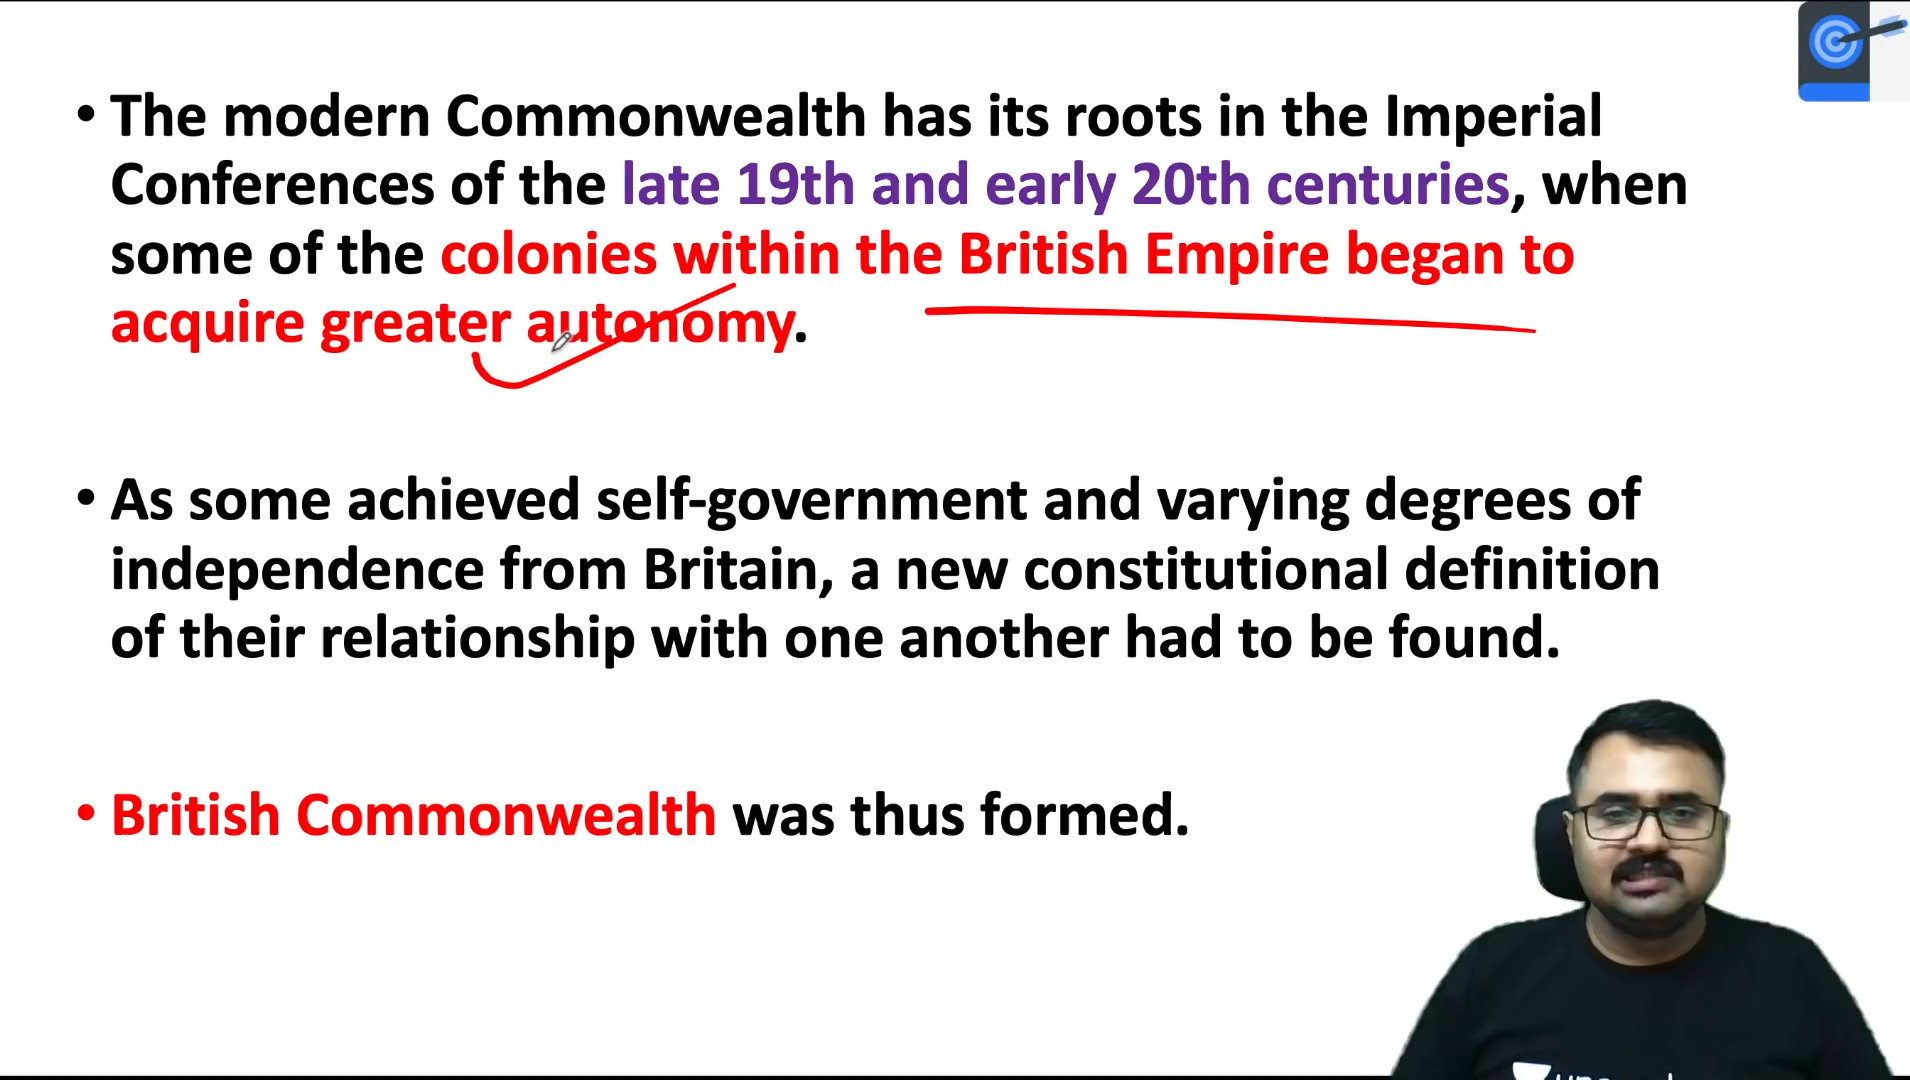 • The modern Commonwealth has its roots in the Imperial
Conferences of the late 19th and early 20th centuries, when
some of the colonies within the British Empire began to
acquire greater autonomy.
• As some achieved self-government and varying degrees of
independence from Britain, a new constitutional definition
of their relationship with one another had to be found.
• British Commonwealth was thus formed.